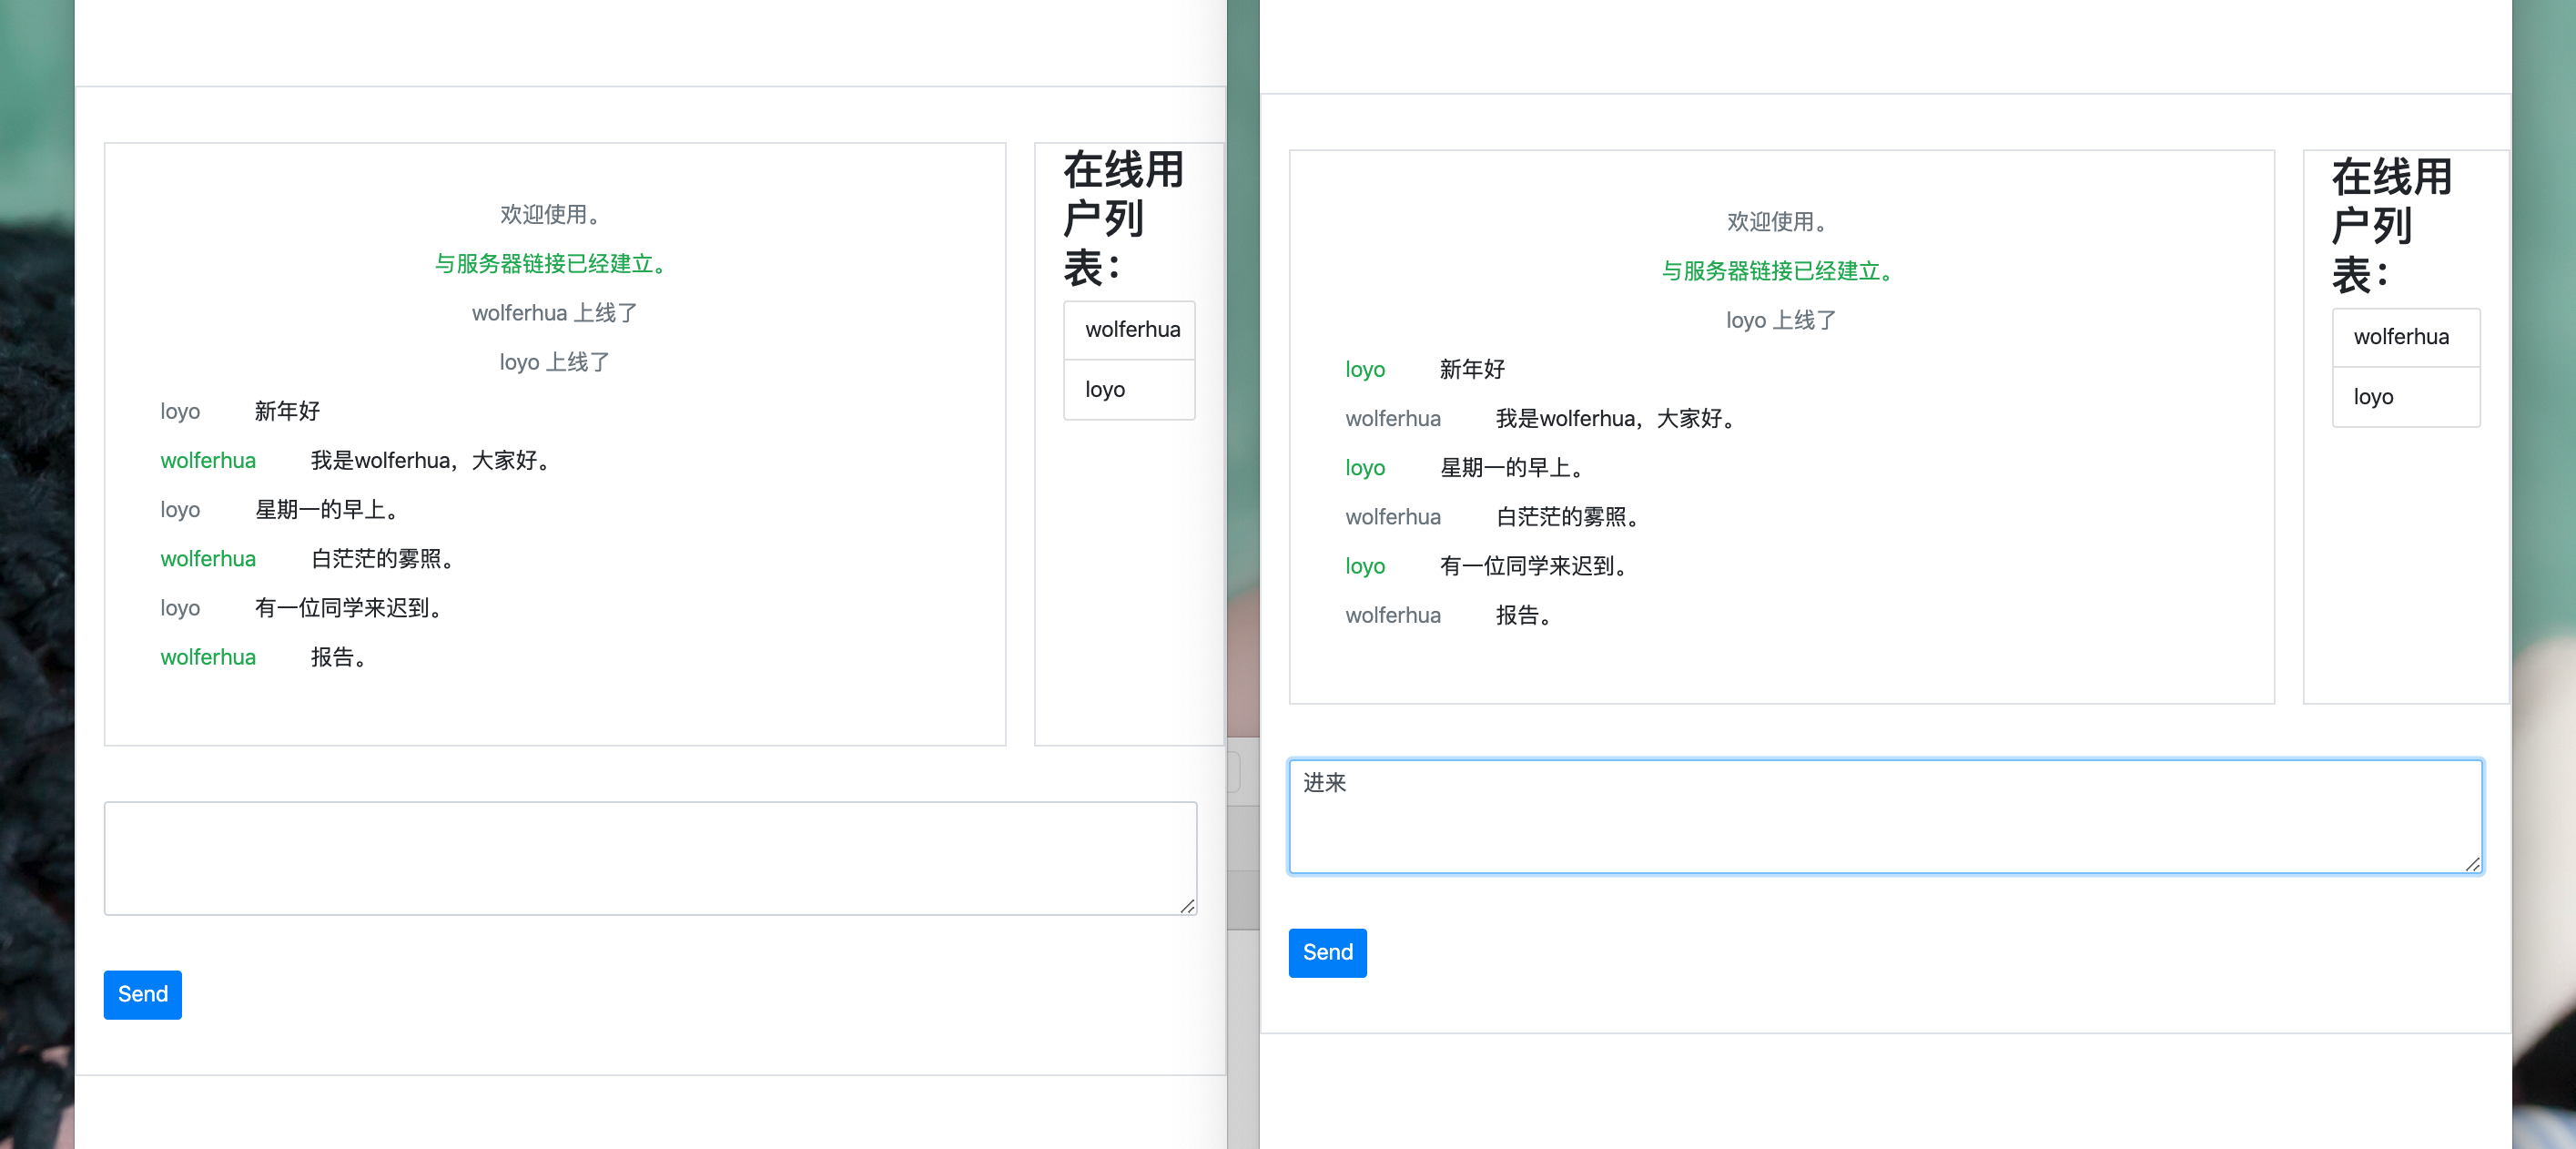 欢迎使用。
与服务器链接已经建立。
wolferhua 上线了
loyo 上线了
loyo 新年好
wolferhua 我是wolferhua，大家好。
loyo 星期一的早上。
wolferhua 白茫茫的雾照。
loyo 有一位同学来迟到。
wolferhua 报告。
在线用
户列
表：
wolferhua
loyo
Send
欢迎使用。
与服务器链接已经建立。
loyo 上线了
loyo 新年好
wolferhua 我是wolferhua，大家好。
loyo 星期一的早上。
wolferhua 白茫茫的雾照。
loyo 有一位同学来迟到。
wolferhua 报告。
在线用
户列
表：
wolferhua
loyo
进来
Send